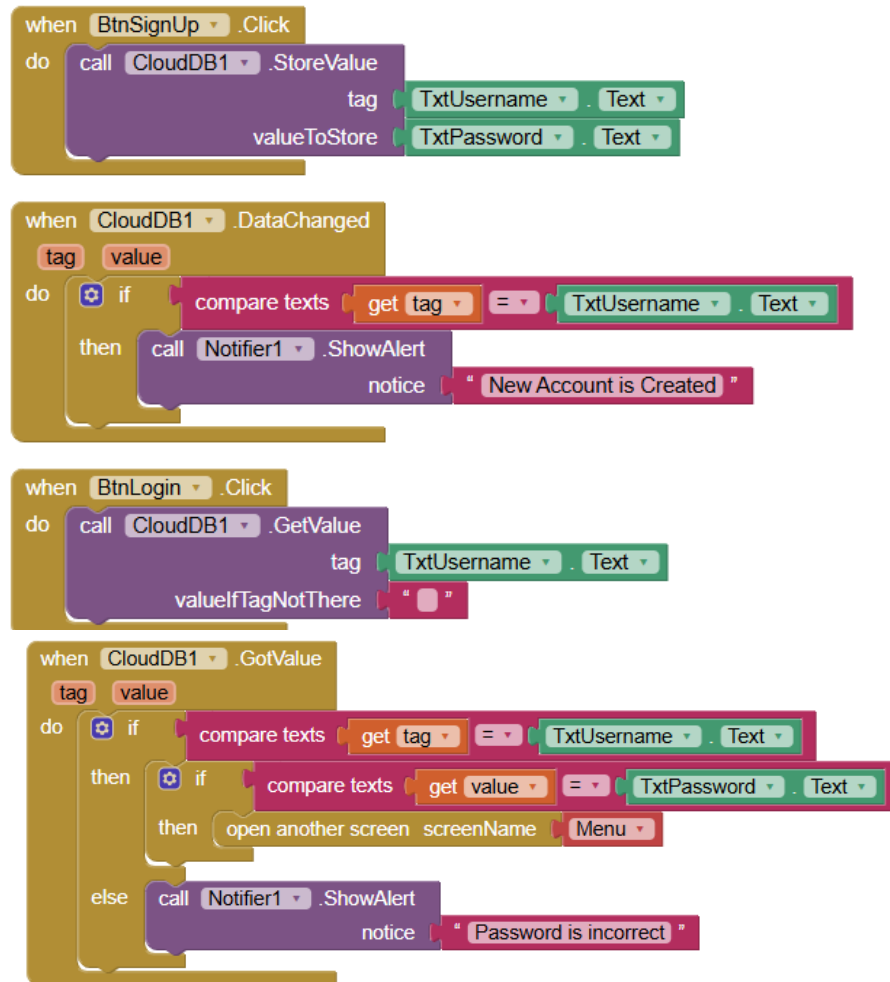 when BtnSignUp .Click
do call CloudDB1 .StoreValue
tag TxtUsername . Text
valueToStore TxtPassword . Text
when CloudDB1 .DataChanged
tag value
do if compare texts get tag = TxtUsername . Text
then call Notifier1 .ShowAlert
notice " New Account is Created "
when BtnLogin .Click
do call CloudDB1 .GetValue
tag TxtUsername . Text
valueIfTagNotThere " "
when CloudDB1 .GotValue
tag value
do if compare texts get tag = TxtUsername . Text
then if compare texts get value = TxtPassword . Text
then open another screen screenName Menu
else call Notifier1 .ShowAlert
notice " Password is incorrect "